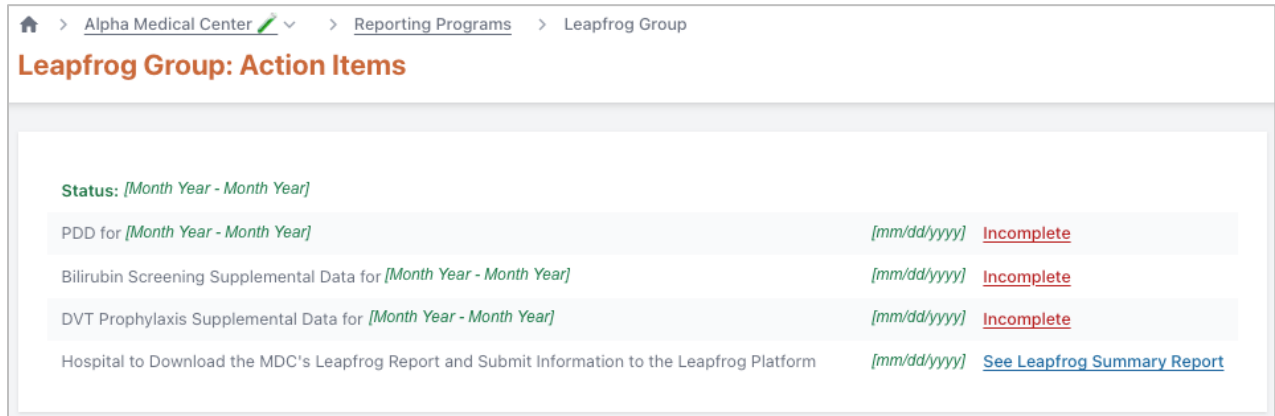 Alpha Medical Center > Reporting Programs > Leapfrog Group
Leapfrog Group: Action Items
Status: [Month Year - Month Year]
PDD for [Month Year - Month Year] [mm/dd/yyyy] Incomplete
Bilirubin Screening Supplemental Data for [Month Year - Month Year] [mm/dd/yyyy] Incomplete
DVT Prophylaxis Supplemental Data for [Month Year - Month Year] [mm/dd/yyyy] Incomplete
Hospital to Download the MDC's Leapfrog Report and Submit Information to the Leapfrog Platform [mm/dd/yyyy] See Leapfrog Summary Report